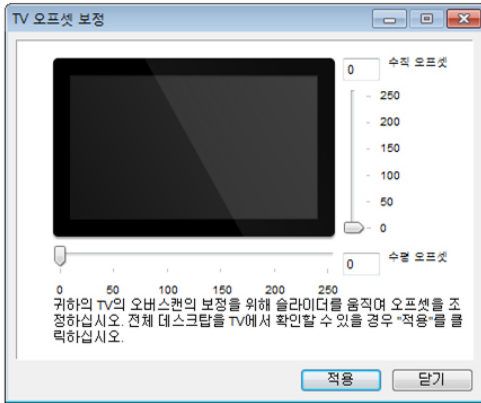 TV 오프셋 보정
0 수직 오프셋
250
200
150
100
50
0
0 수평 오프셋
0 50 100 150 200 250
귀하의 TV의 오버스캔의 보정을 위해 슬라이더를 움직여 오프셋을 조
정하십시오. 전체 데스크탑을 TV에서 확인할 수 있을 경우 "적용"를 클
릭하십시오.
적용 닫기